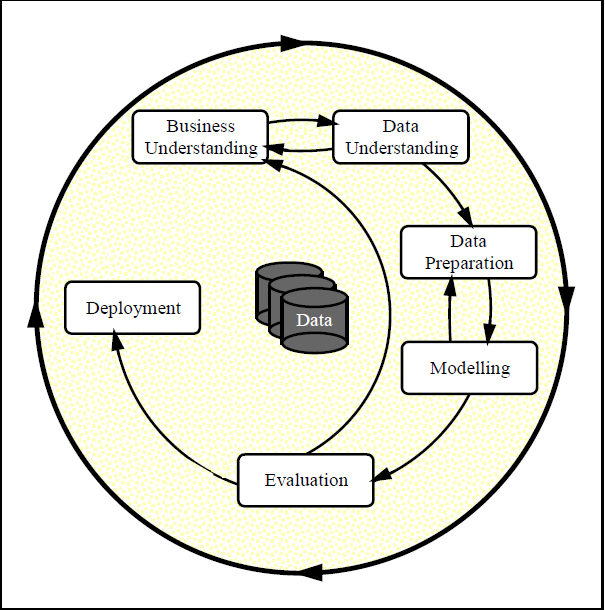 Business
Understanding
Data
Understanding
Data
Preparation
Deployment
Data
Modelling
Evaluation